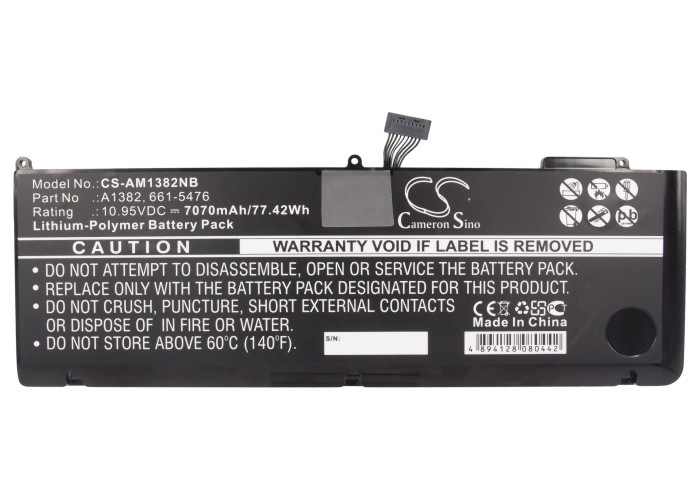 Model No.: CS-AM1382NB
A1382, 661-5476
Rating : 10.95VDC ⎓ 7070mAh/77.42Wh
Lithium-Polymer Battery Pack
CS
Cameron Sino
CAUTION
WARRANTY VOID IF LABEL IS REMOVED
• DO NOT ATTEMPT TO DISASSEMBLE, OPEN OR SERVICE THE BATTERY PACK.
• REPLACE ONLY WITH THE BATTERY PACK DESIGNATED FOR THIS PRODUCT.
• DO NOT CRUSH, PUNCTURE, SHORT EXTERNAL CONTACTS
OR DISPOSE OF IN FIRE OR WATER.
• DO NOT STORE ABOVE 60°C (140°F).
S/N:
CE
Made In China
4 894128 080442
Pb